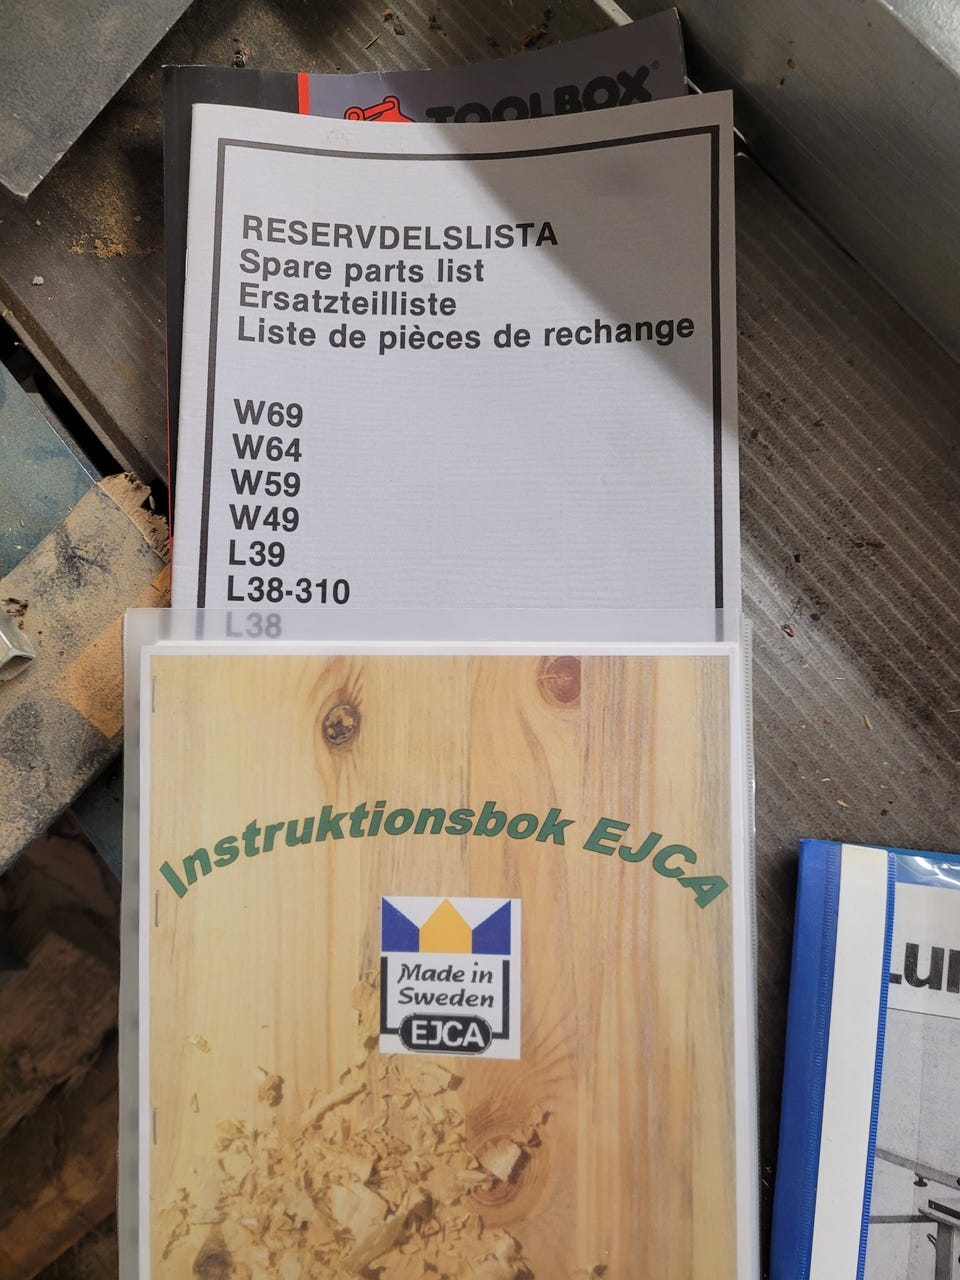 TOOLBOX®
RESERVDELSLISTA
Spare parts list
Ersatzteilliste
Liste de pièces de rechange
W69
W64
W59
W49
L39
L38-310
L38
Instruktionsbok EJCA
Made in
Sweden
EJCA